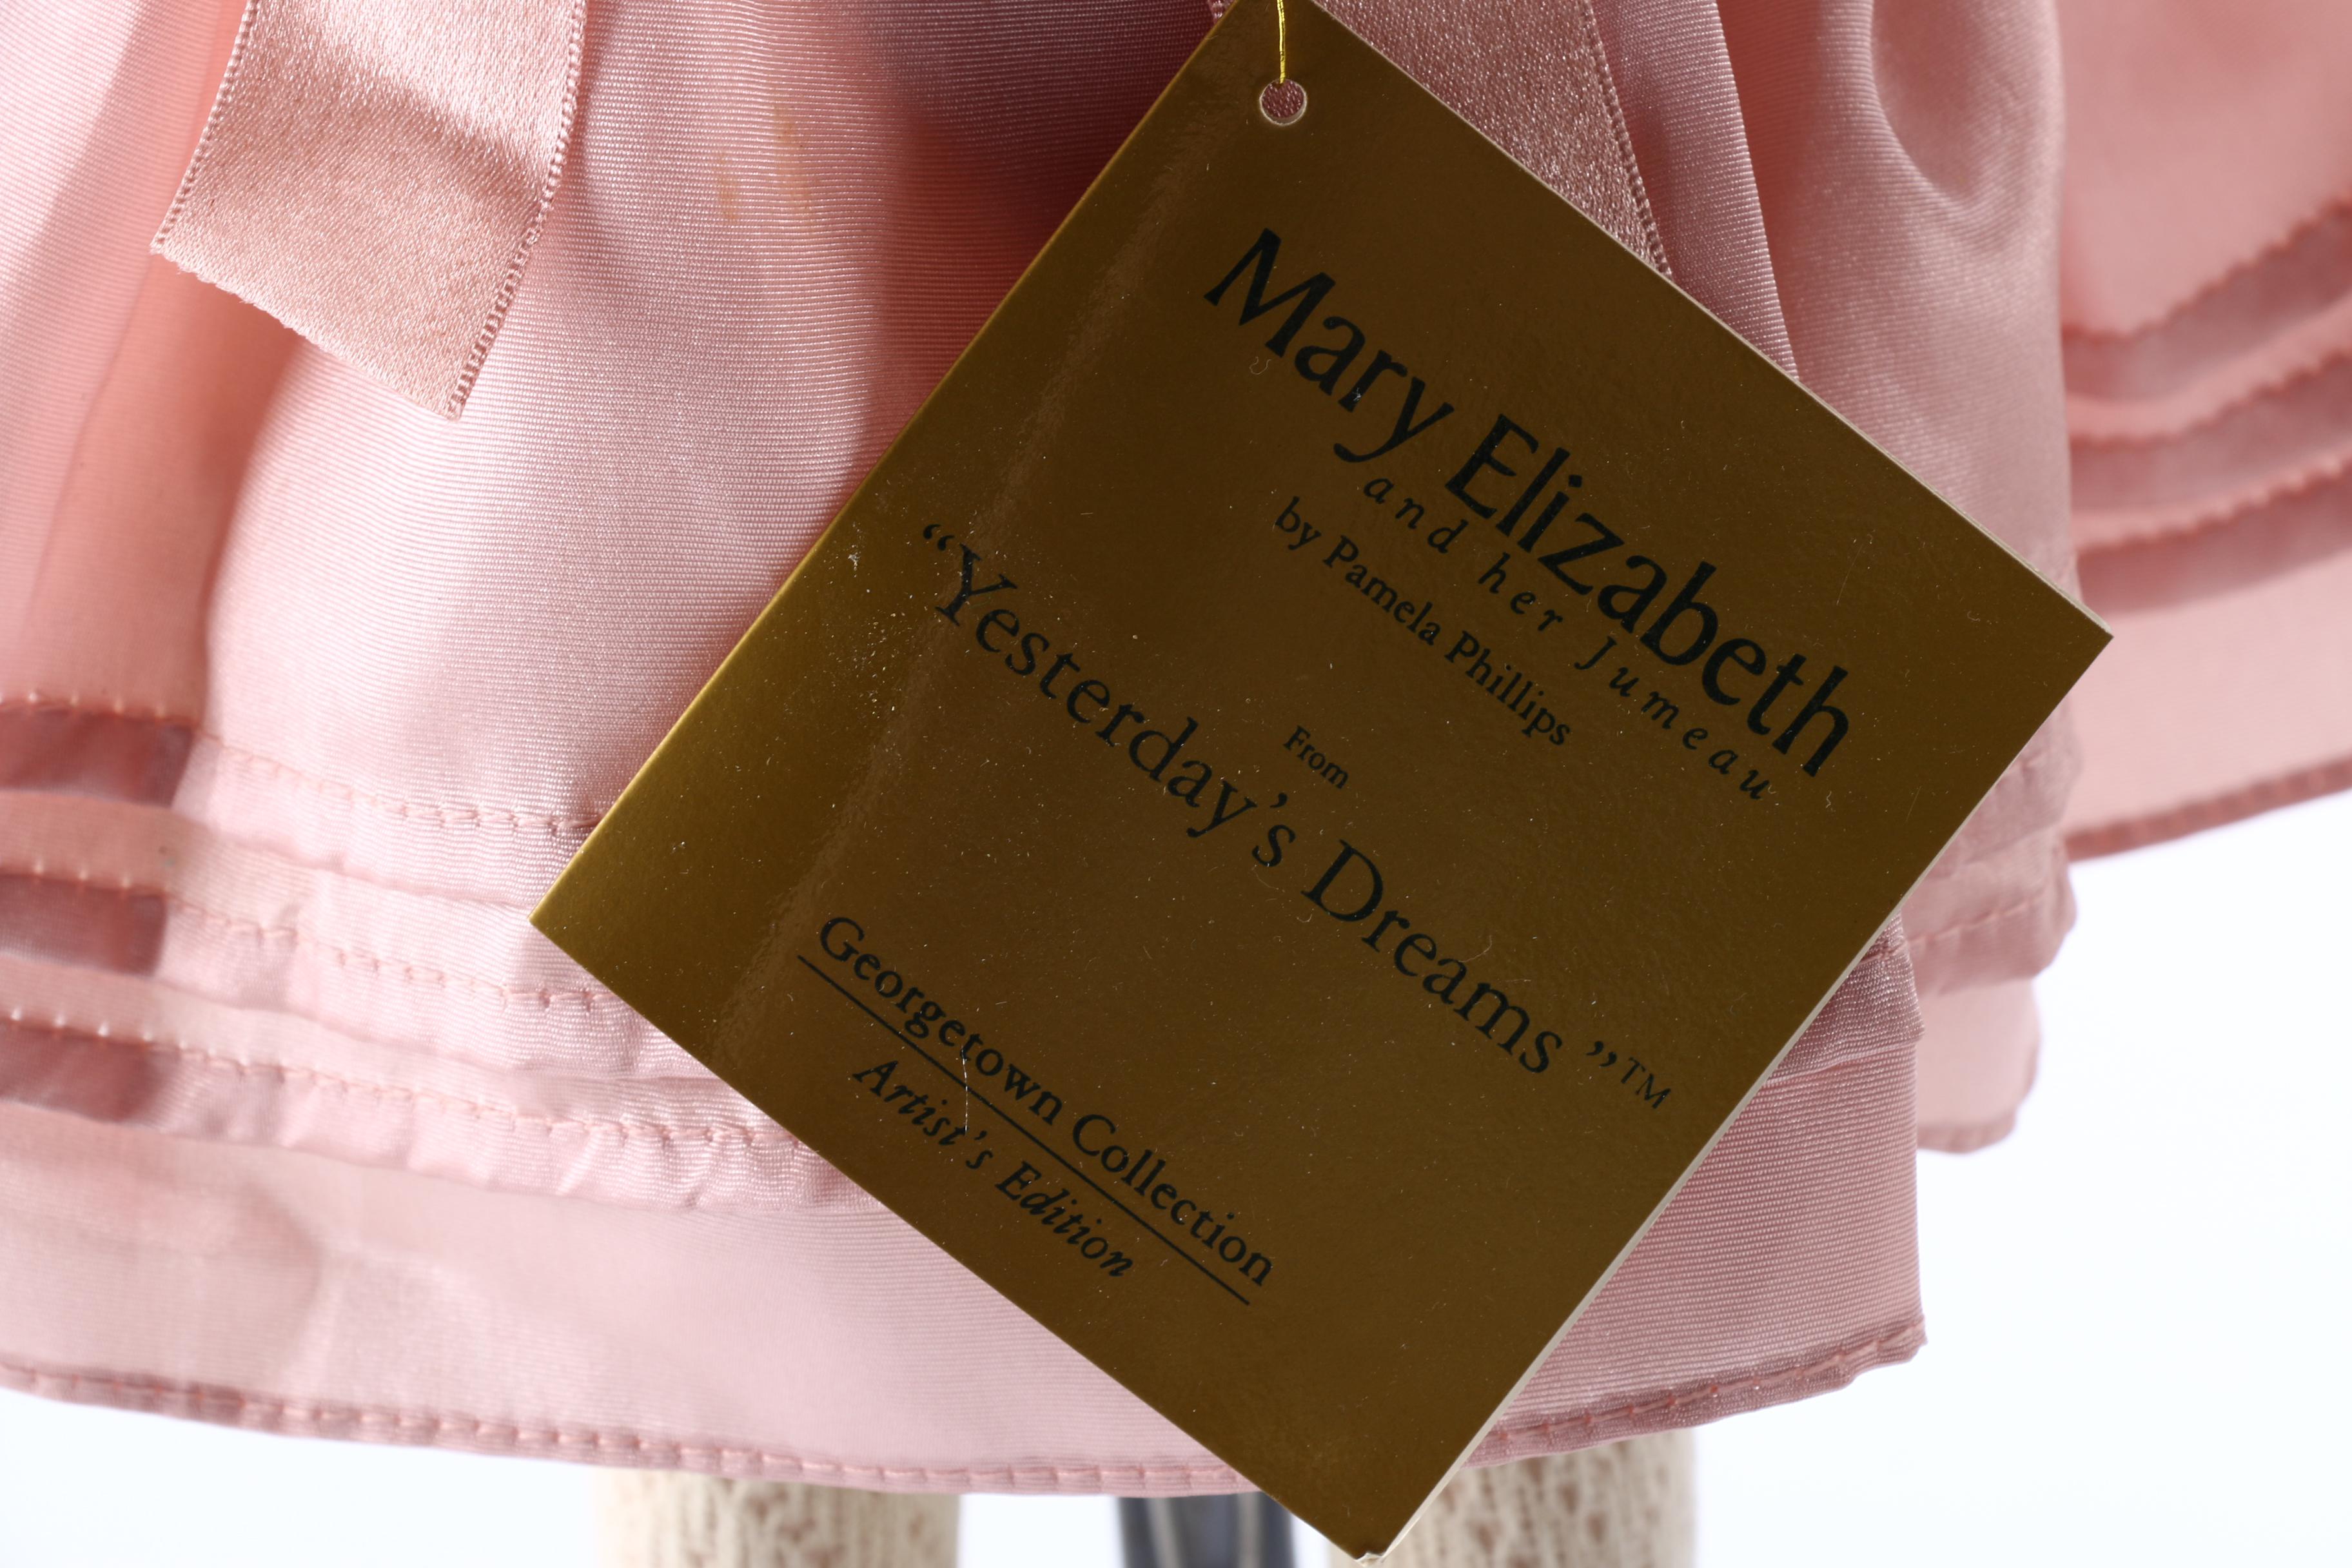 Mary Elizabeth
and her Jumeau
by Pamela Phillips
From
“Yesterday's Dreams”™
Georgetown Collection
Artist's Edition